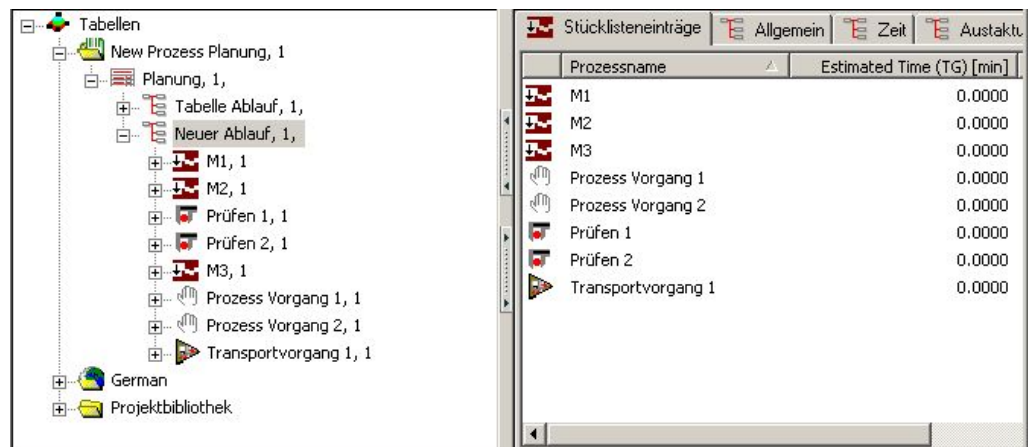 Tabellen
New Prozess Planung, 1
Planung, 1,
Tabelle Ablauf, 1,
Neuer Ablauf, 1,
M1, 1
M2, 1
Prüfen 1, 1
Prüfen 2, 1
M3, 1
Prozess Vorgang 1, 1
Prozess Vorgang 2, 1
Transportvorgang 1, 1
German
Projektbibliothek
Stücklisteneinträge Allgemein Zeit Austaktu
Prozessname Estimated Time (TG) [min]
M1 0.0000
M2 0.0000
M3 0.0000
Prozess Vorgang 1 0.0000
Prozess Vorgang 2 0.0000
Prüfen 1 0.0000
Prüfen 2 0.0000
Transportvorgang 1 0.0000